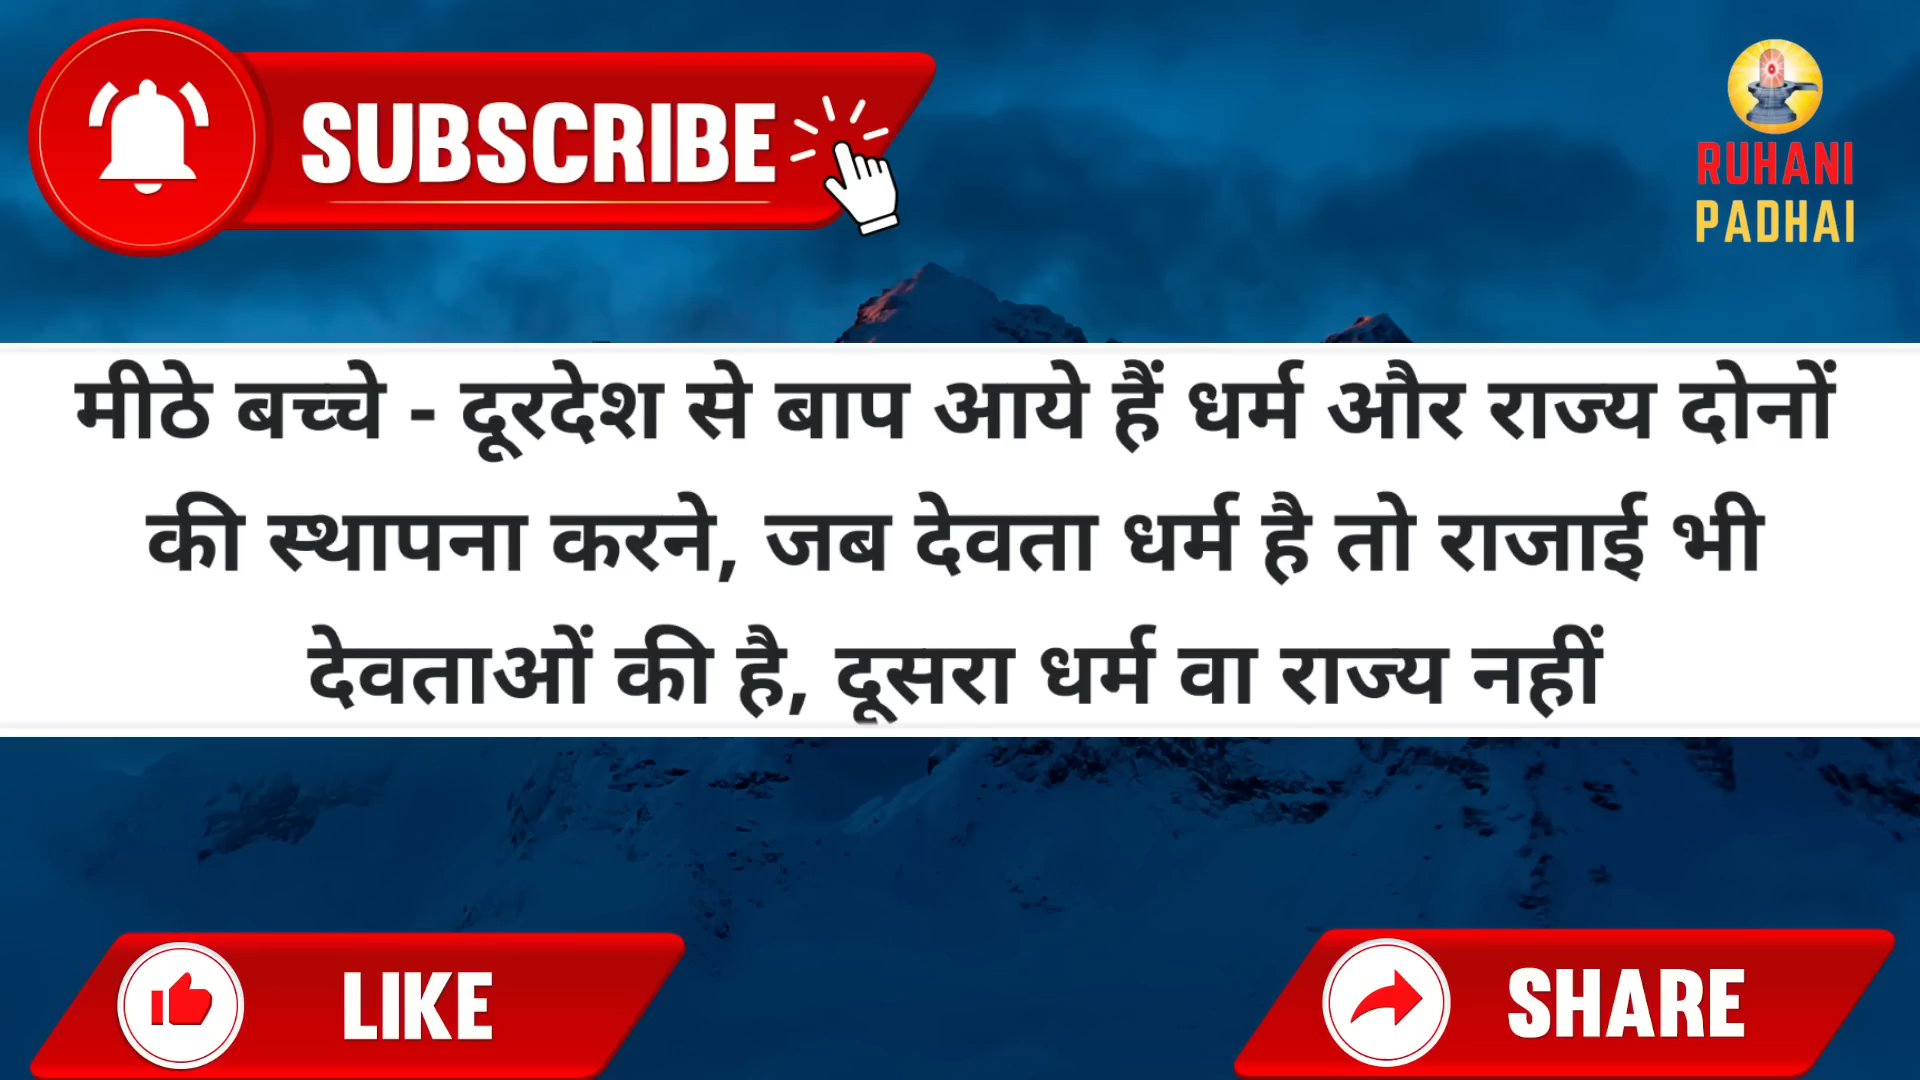 SUBSCRIBE
RUHANI
PADHAI
मीठे बच्चे - दूरदेश से बाप आये हैं धर्म और राज्य दोनों
की स्थापना करने, जब देवता धर्म है तो राजाई भी
देवताओं की है, दूसरा धर्म वा राज्य नहीं
LIKE
SHARE